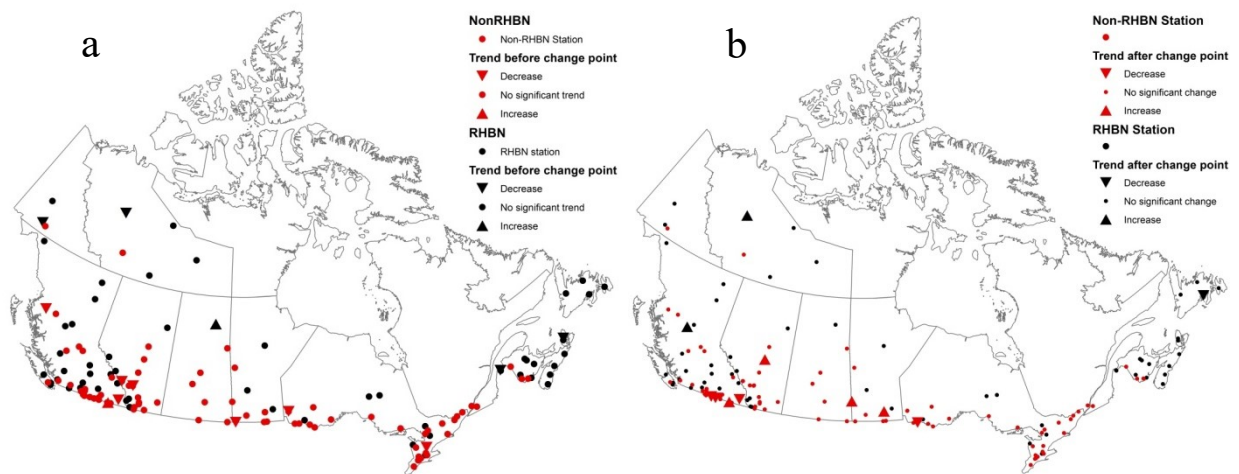 a
NonRHBN
Non-RHBN Station
Trend before change point
Decrease
No significant trend
Increase
RHBN
RHBN station
Trend before change point
Decrease
No significant trend
Increase
b
Non-RHBN Station
Trend after change point
Decrease
No significant change
Increase
RHBN Station
Trend after change point
Decrease
No significant change
Increase